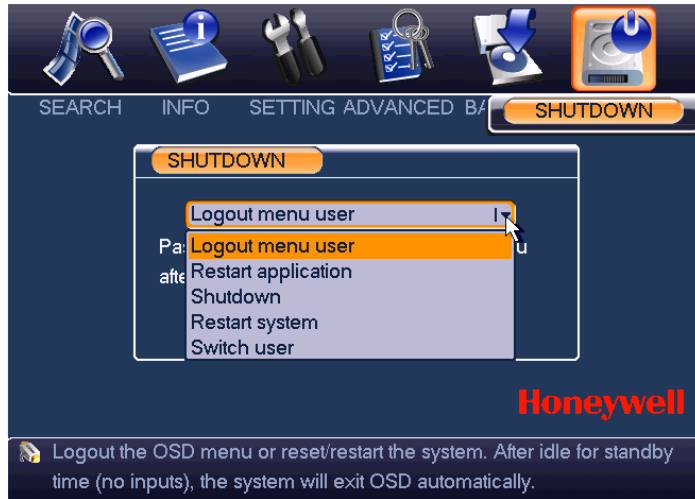 SEARCH INFO SETTING ADVANCED BA SHUTDOWN
SHUTDOWN
Logout menu user
Logout menu user
Restart application
Shutdown
Restart system
Switch user
Honeywell
Logout the OSD menu or reset/restart the system. After idle for standby
time (no inputs), the system will exit OSD automatically.